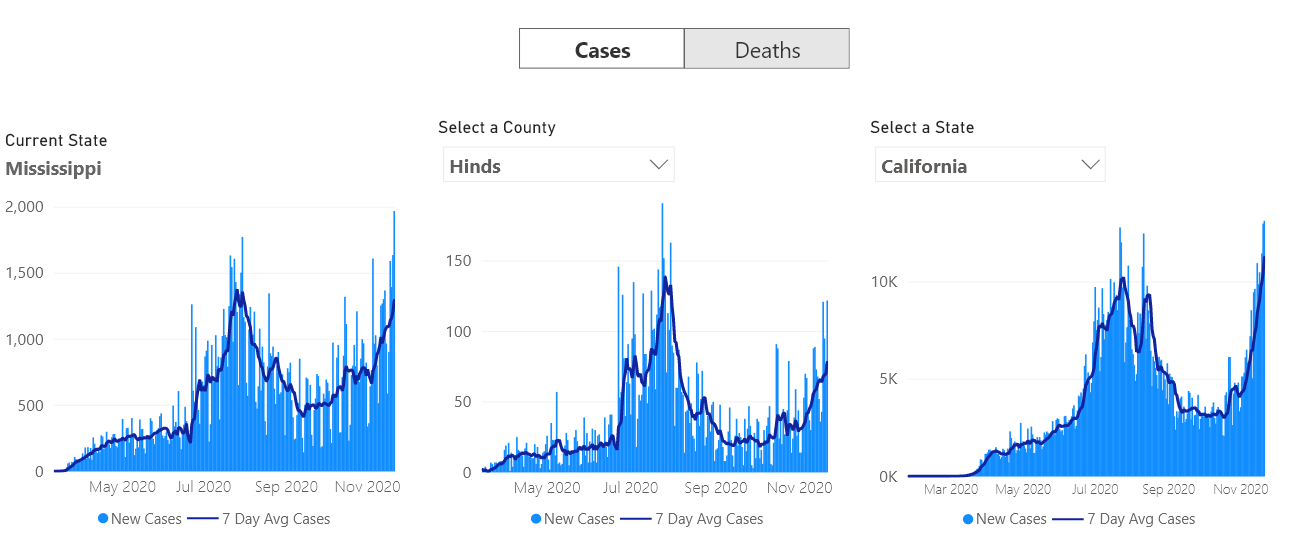 Cases Deaths
Current State
Mississippi
2,000
1,500
1,000
500
0
May 2020 Jul 2020 Sep 2020 Nov 2020
New Cases 7 Day Avg Cases
Select a County
Hinds
150
100
50
0
May 2020 Jul 2020 Sep 2020 Nov 2020
New Cases 7 Day Avg Cases
Select a State
California
10K
5K
0K
Mar 2020 May 2020 Jul 2020 Sep 2020 Nov 2020
New Cases 7 Day Avg Cases